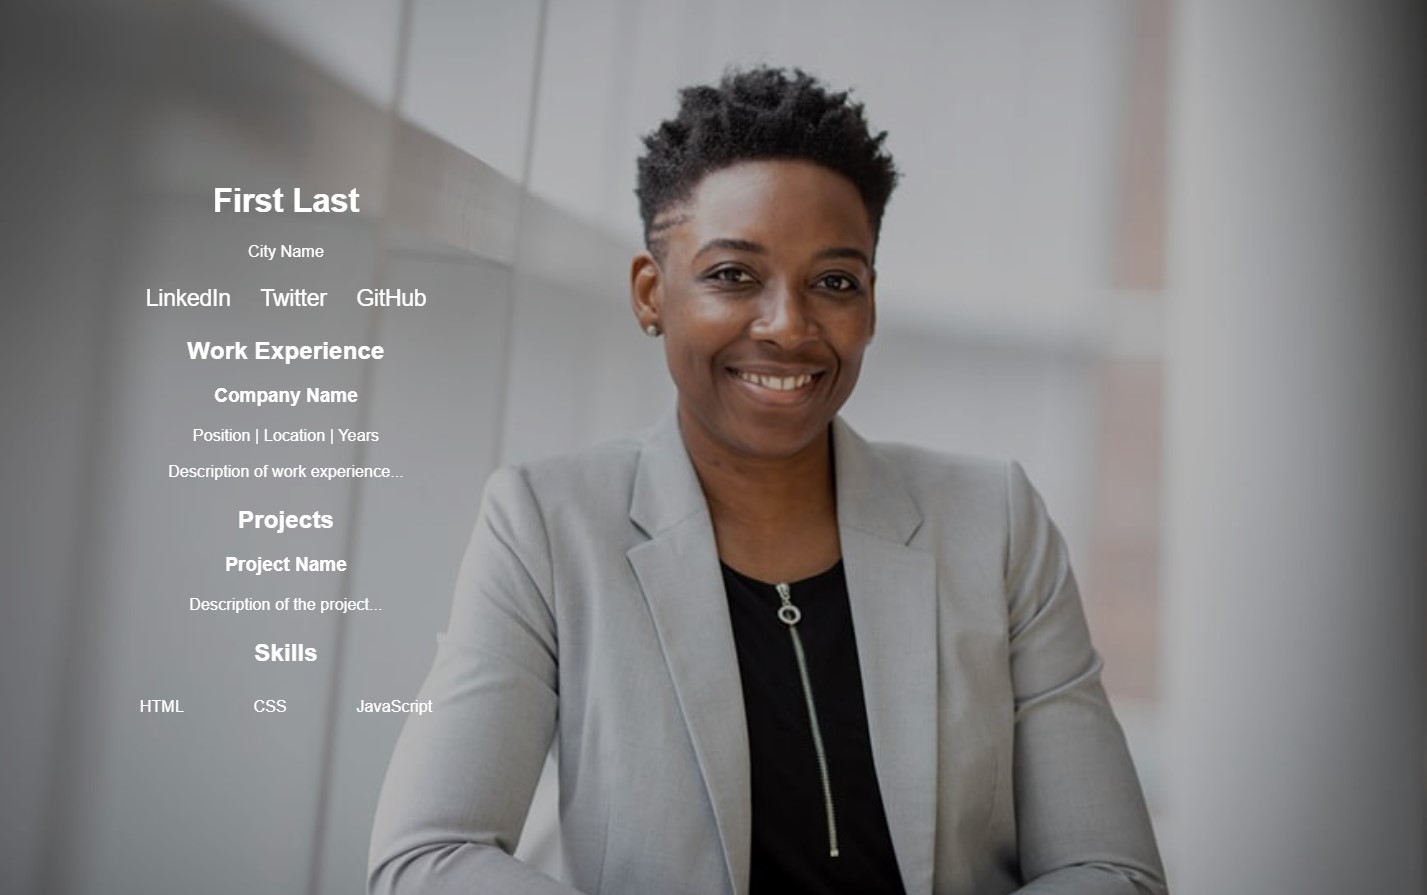 First Last
City Name
LinkedIn Twitter GitHub
Work Experience
Company Name
Position | Location | Years
Description of work experience...
Projects
Project Name
Description of the project...
Skills
HTML CSS JavaScript